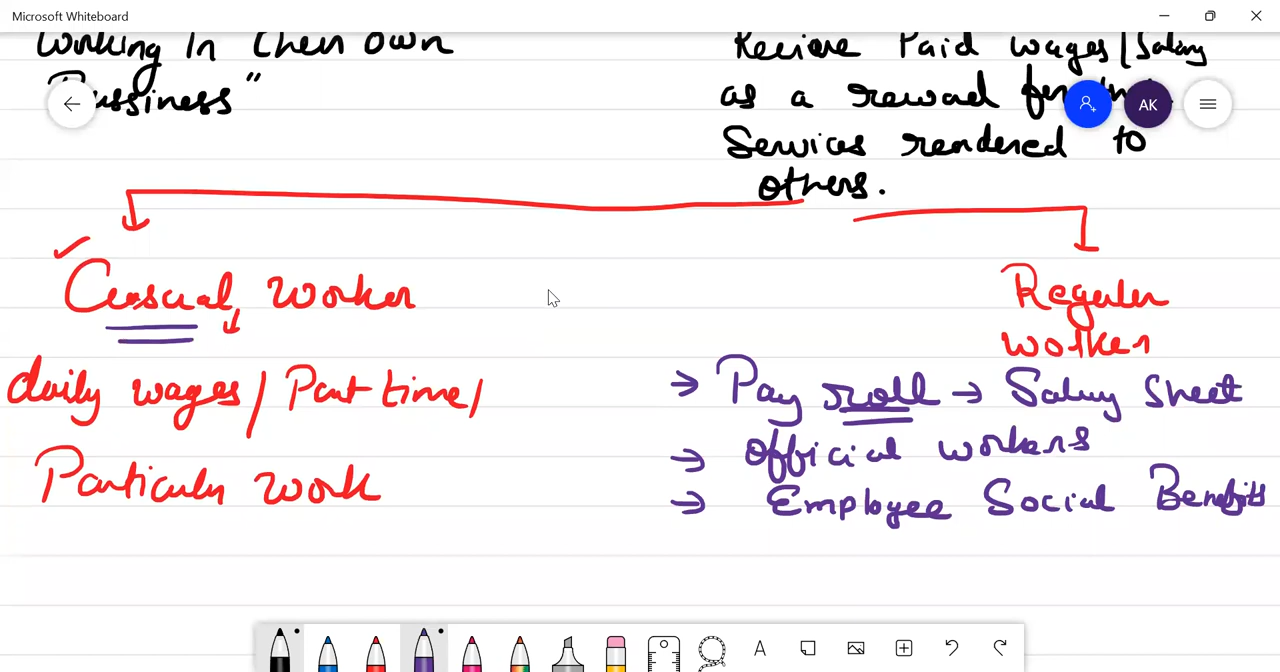 Microsoft Whiteboard
Working In their own
Bussiness"
Recieve Paid wages/Salary
as a reward for
Services rendered to
others.
AK
Casual worker
daily wages/Part time/
Particular work
Regular
worker
→ Pay roll → Salary Sheet
→ Official workers
→ Employee Social Benefits
A